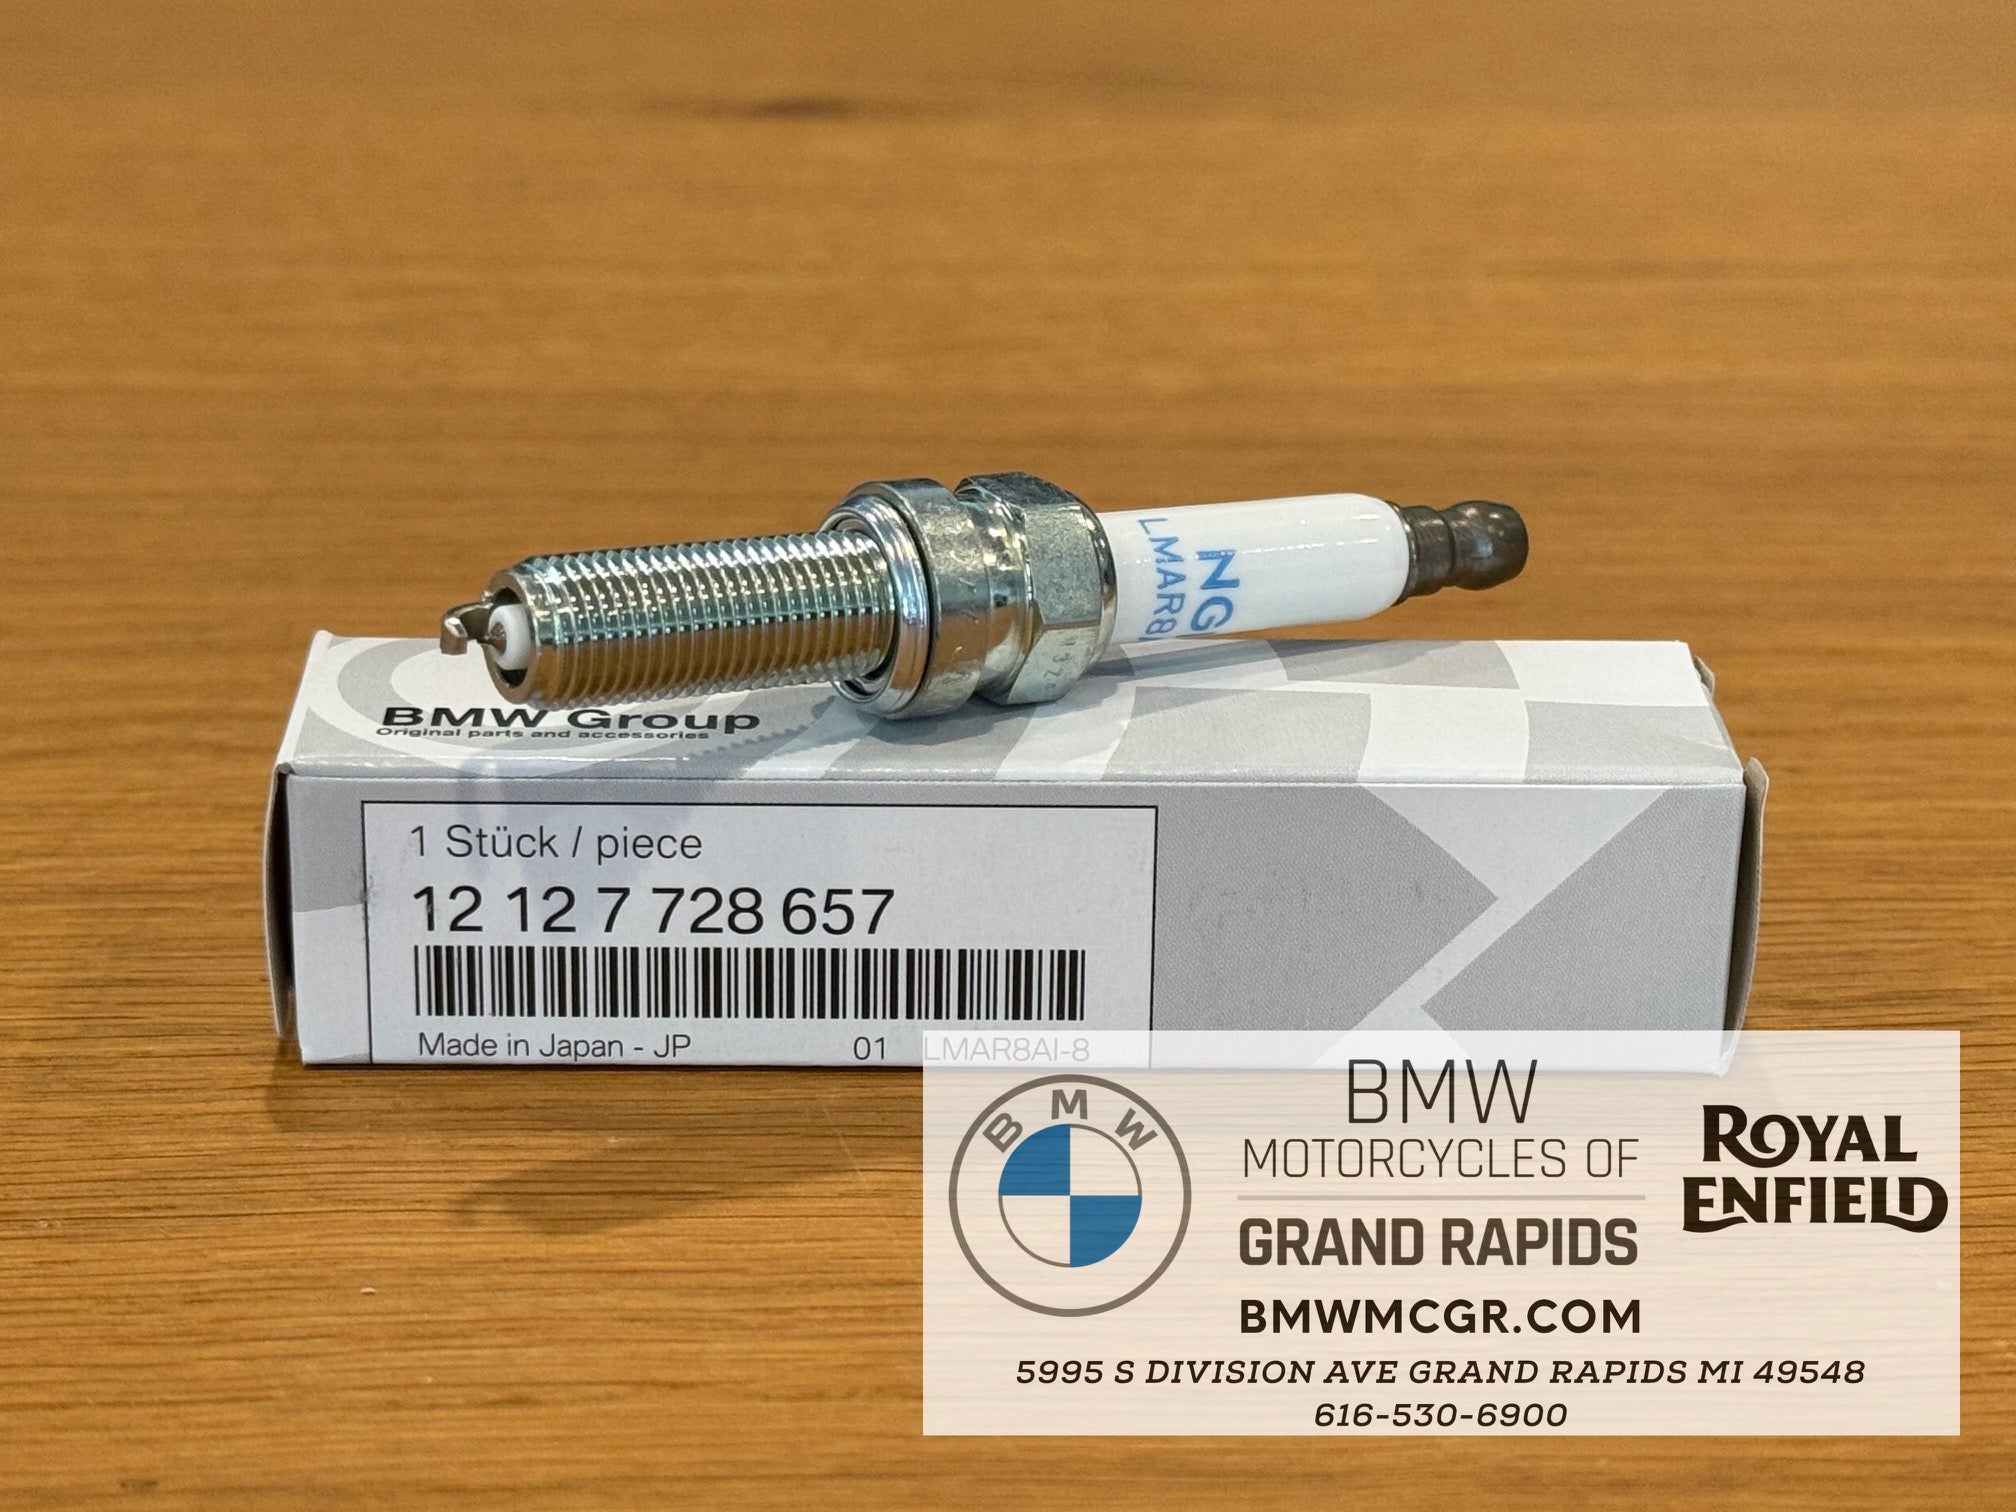 NG
LMAR8
BMW Group
Original parts and accessories
1 Stück / piece
12 12 7 728 657
Made in Japan - JP 01 LMAR8AI-8
BMW
BMW
MOTORCYCLES OF
GRAND RAPIDS
ROYAL
ENFIELD
BMWMCGR.COM
5995 S DIVISION AVE GRAND RAPIDS MI 49548
616-530-6900